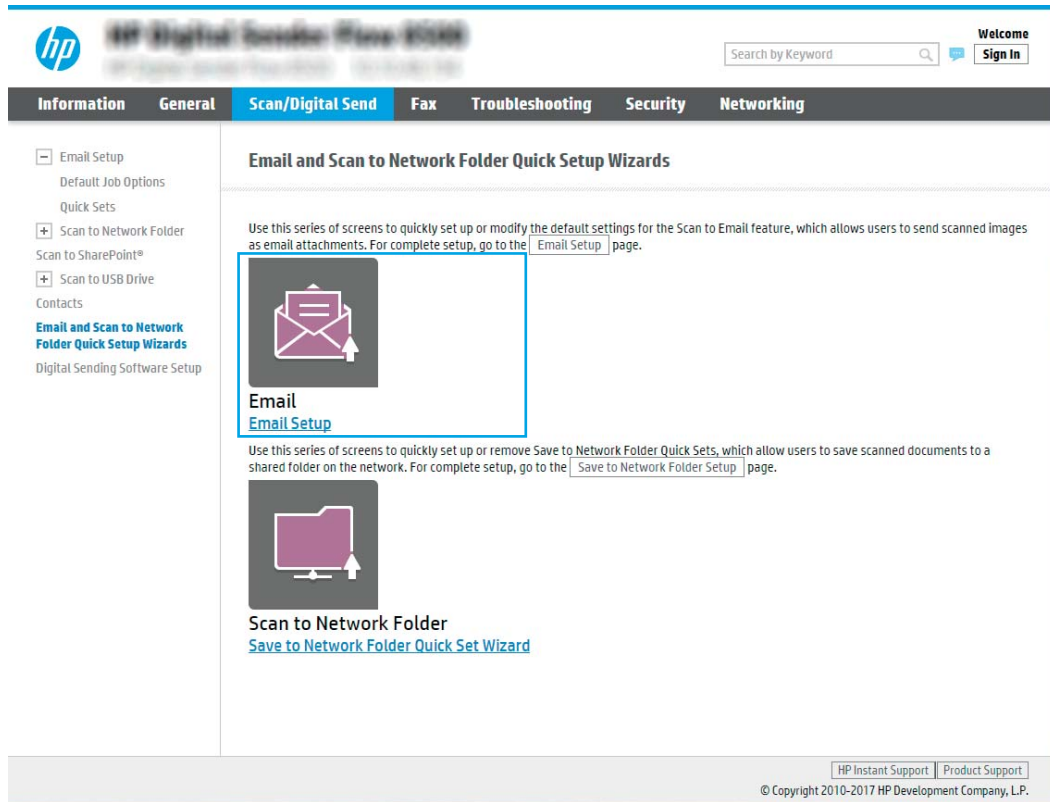 hp
Welcome
Search by Keyword
Sign In
Information General Scan/Digital Send Fax Troubleshooting Security Networking
Email Setup
Default Job Options
Quick Sets
Scan to Network Folder
Scan to SharePoint®
Scan to USB Drive
Contacts
Email and Scan to Network
Folder Quick Setup Wizards
Digital Sending Software Setup
Email and Scan to Network Folder Quick Setup Wizards
Use this series of screens to quickly set up or modify the default settings for the Scan to Email feature, which allows users to send scanned images
as email attachments. For complete setup, go to the Email Setup page.
Email
Email Setup
Use this series of screens to quickly set up or remove Save to Network Folder Quick Sets, which allow users to save scanned documents to a
shared folder on the network. For complete setup, go to the Save to Network Folder Setup page.
Scan to Network Folder
Save to Network Folder Quick Set Wizard
HP Instant Support Product Support
© Copyright 2010-2017 HP Development Company, L.P.